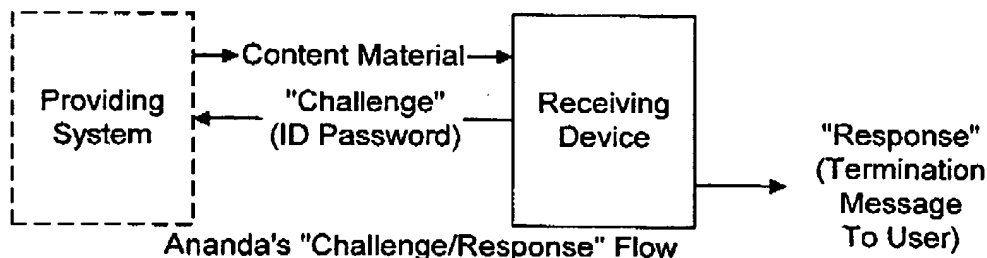 Providing
System
Content Material
"Challenge"
(ID Password)
Receiving
Device
"Response"
(Termination
Message
To User)
Ananda's "Challenge/Response" Flow